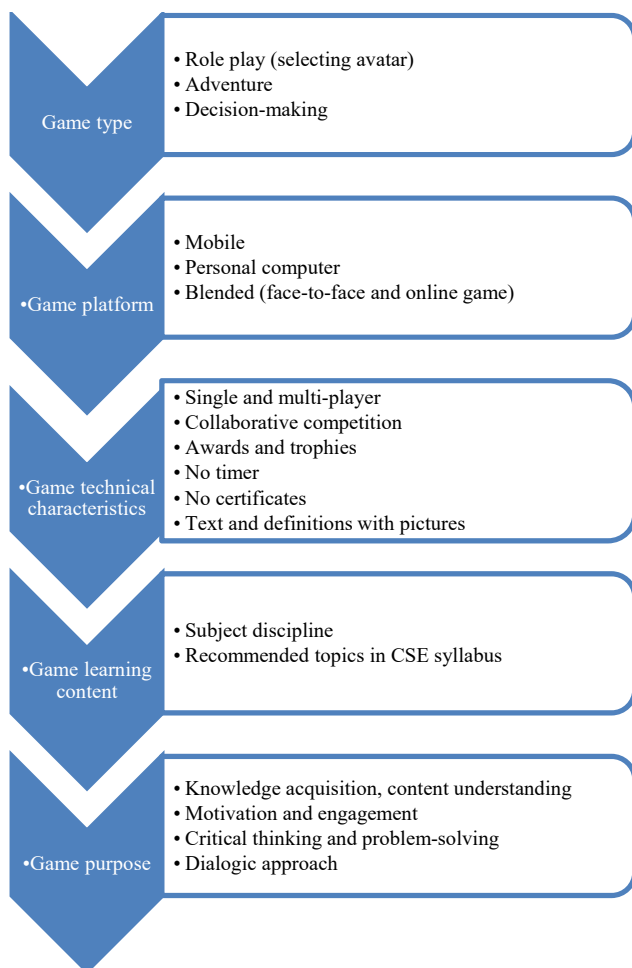 Game type
• Role play (selecting avatar)
• Adventure
• Decision-making
•Game platform
• Mobile
• Personal computer
• Blended (face-to-face and online game)
•Game technical
characteristics
• Single and multi-player
• Collaborative competition
• Awards and trophies
• No timer
• No certificates
• Text and definitions with pictures
•Game learning
content
• Subject discipline
• Recommended topics in CSE syllabus
•Game purpose
• Knowledge acquisition, content understanding
• Motivation and engagement
• Critical thinking and problem-solving
• Dialogic approach